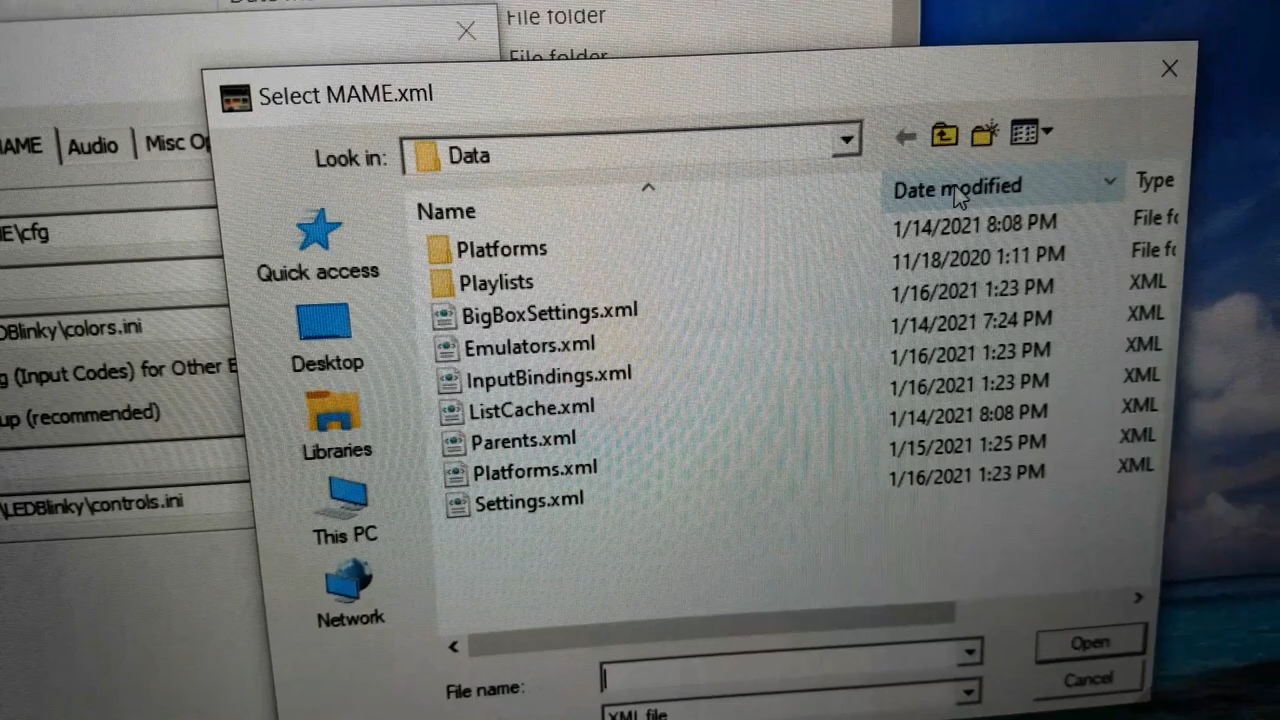 File folder
File folder
Select MAME.xml
Audio
Misc
Look in:
Data
Name
Date modified
Type
Quick access
Desktop
Libraries
This PC
Network
Platforms
1/14/2021 8:08 PM
Playlists
11/18/2020 1:11 PM
BigBoxSettings.xml
1/16/2021 1:23 PM
XML
Emulators.xml
1/14/2021 7:24 PM
XML
InputBindings.xml
1/16/2021 1:23 PM
XML
ListCache.xml
1/16/2021 1:23 PM
XML
Parents.xml
1/14/2021 8:08 PM
XML
Platforms.xml
1/15/2021 1:25 PM
XML
Settings.xml
1/16/2021 1:23 PM
XML
File name:
Open
XML file
Cancel
E\cfg
DBlinky\colors.ini
g (Input Codes) for Other E
up (recommended)
\LEDBlinky\controls.ini